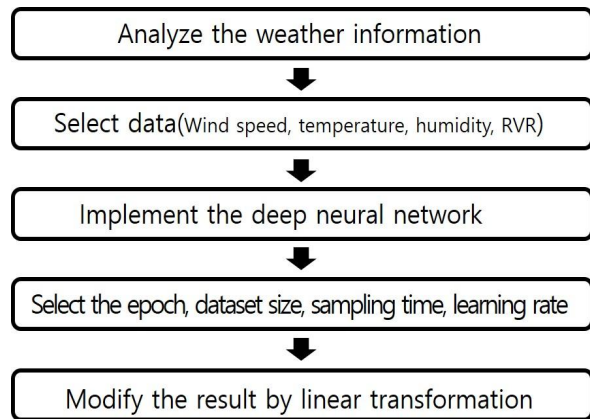 Analyze the weather information
Select data(Wind speed, temperature, humidity, RVR)
Implement the deep neural network
Select the epoch, dataset size, sampling time, learning rate
Modify the result by linear transformation